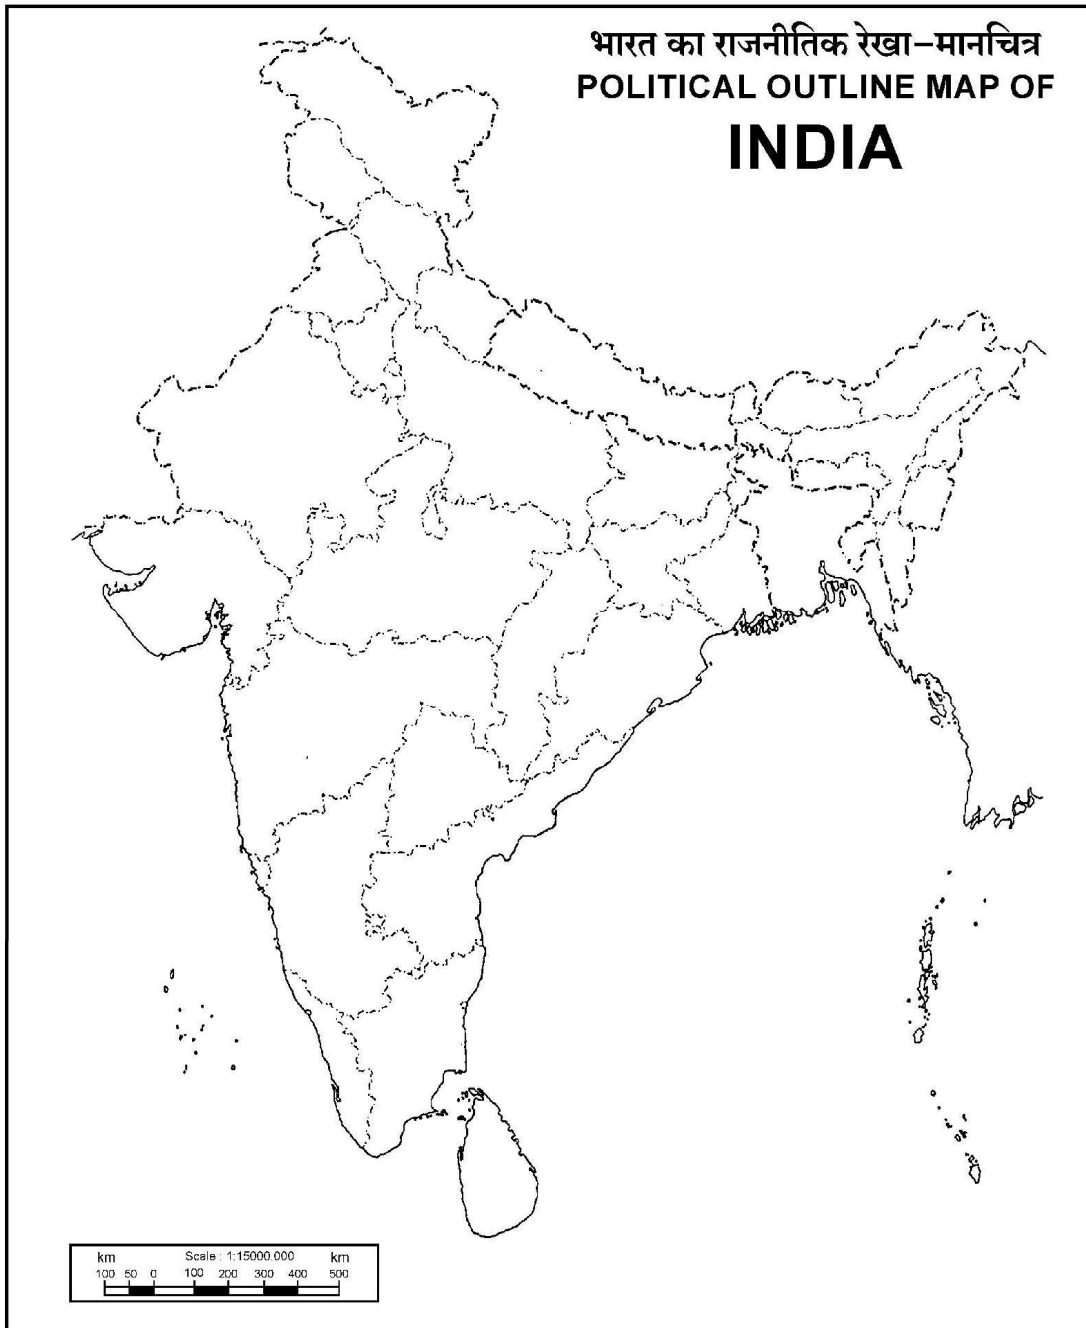 भारत का राजनीतिक रेखा-मानचित्र
POLITICAL OUTLINE MAP OF
INDIA
km Scale : 1:15000.000 km
100 50 0 100 200 300 400 500